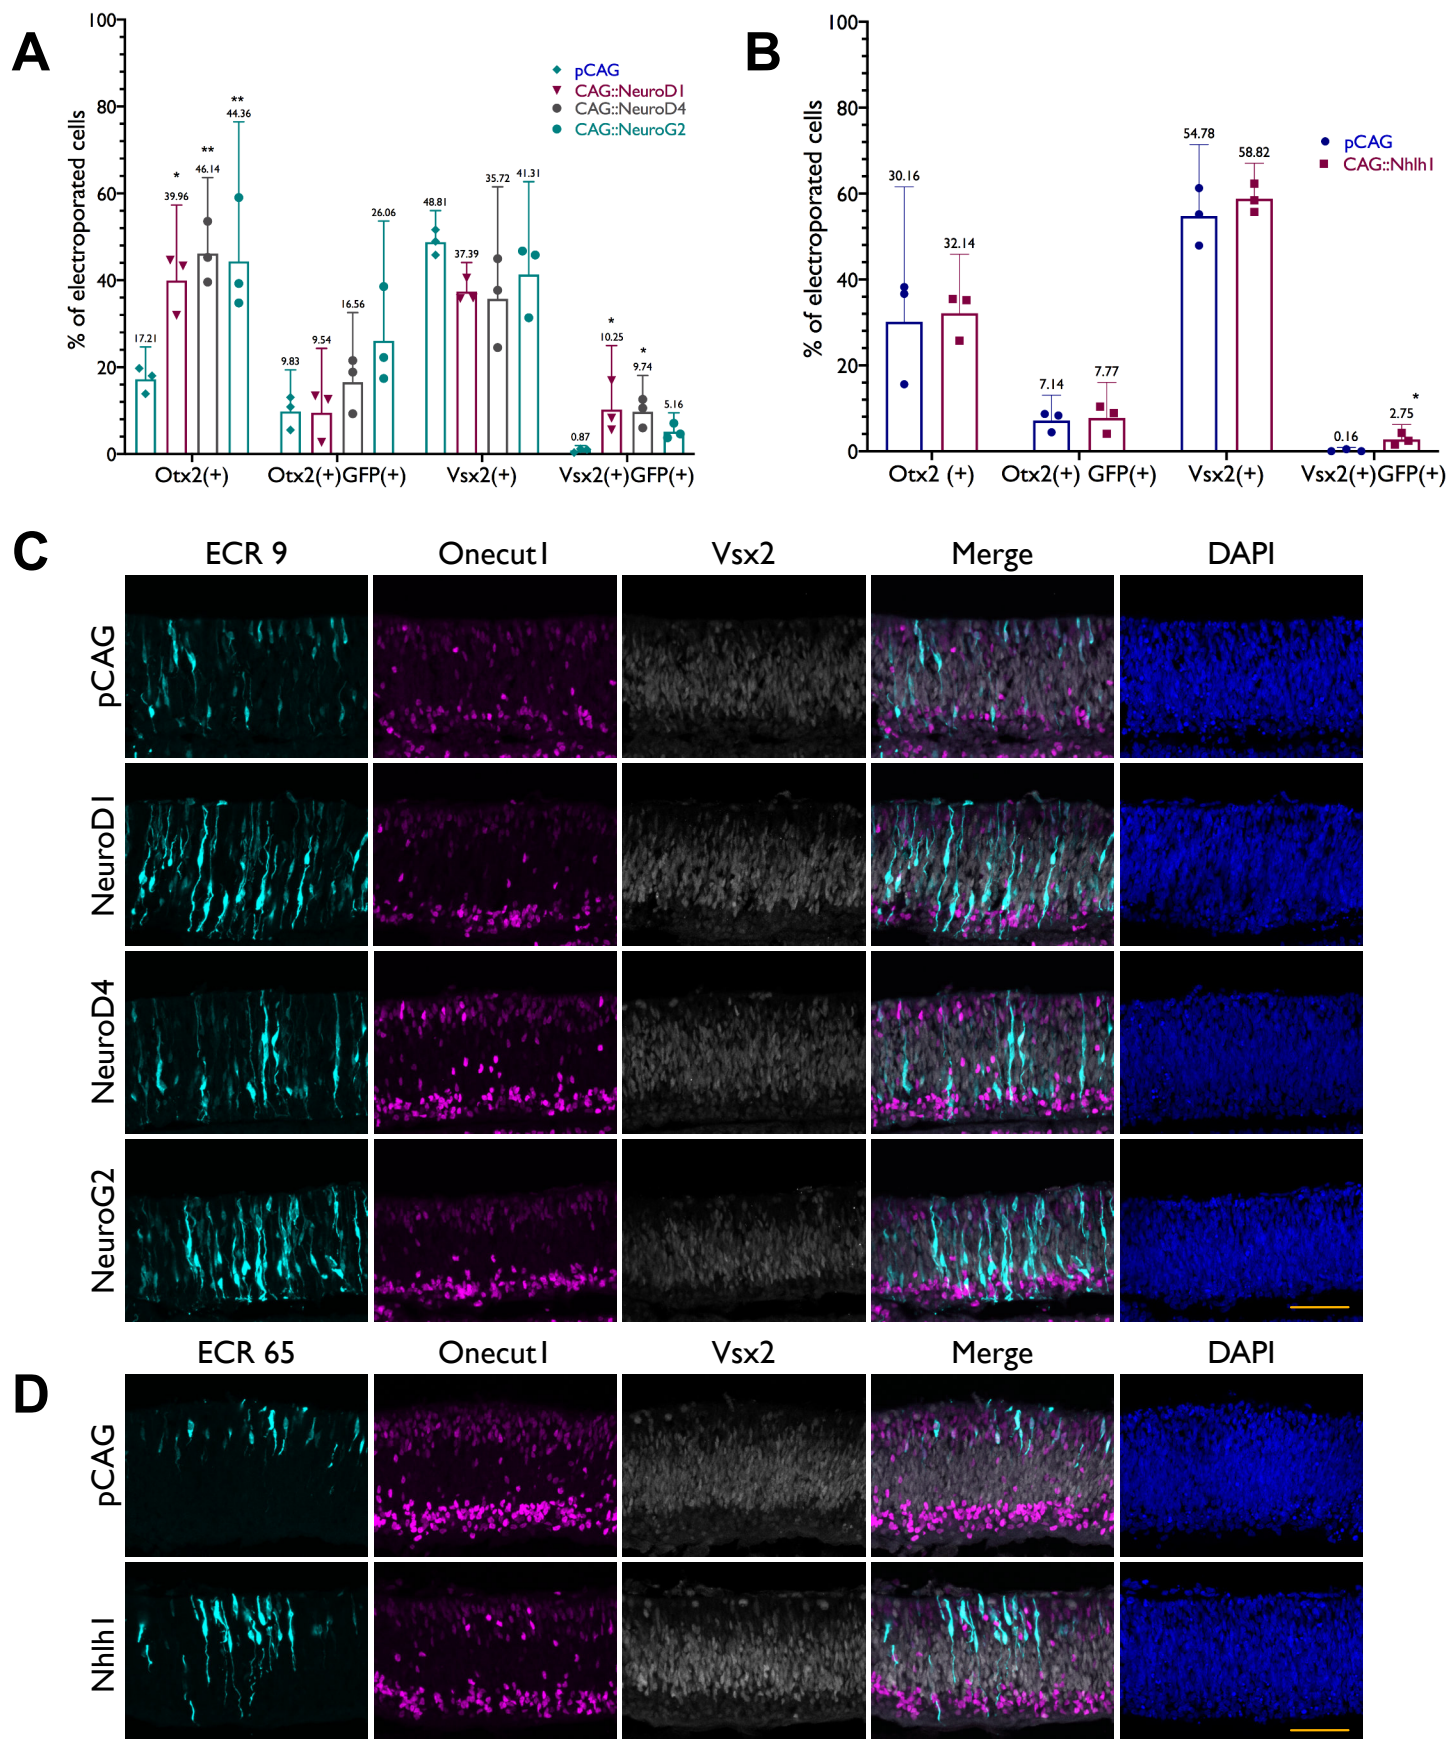 A
100
80
60
40
20
0
% of electroporated cells
pCAG
CAG::NeuroD1
CAG::NeuroD4
CAG::NeuroG2
17.21
*
39.96
**
46.14
**
44.36
9.83
9.54
16.56
26.06
48.81
37.39
35.72
41.31
0.87
*
10.25
*
9.74
5.16
Otx2(+)
Otx2(+)GFP(+)
Vsx2(+)
Vsx2(+)GFP(+)
B
100
80
60
40
20
0
% of electroporated cells
pCAG
CAG::Nhlh1
30.16
32.14
7.14
7.77
54.78
58.82
0.16
*
2.75
Otx2 (+)
Otx2(+) GFP(+)
Vsx2(+)
Vsx2(+)GFP(+)
C
ECR 9
Onecut1
Vsx2
Merge
DAPI
pCAG
NeuroD1
NeuroD4
NeuroG2
D
ECR 65
Onecut1
Vsx2
Merge
DAPI
pCAG
Nhlh1